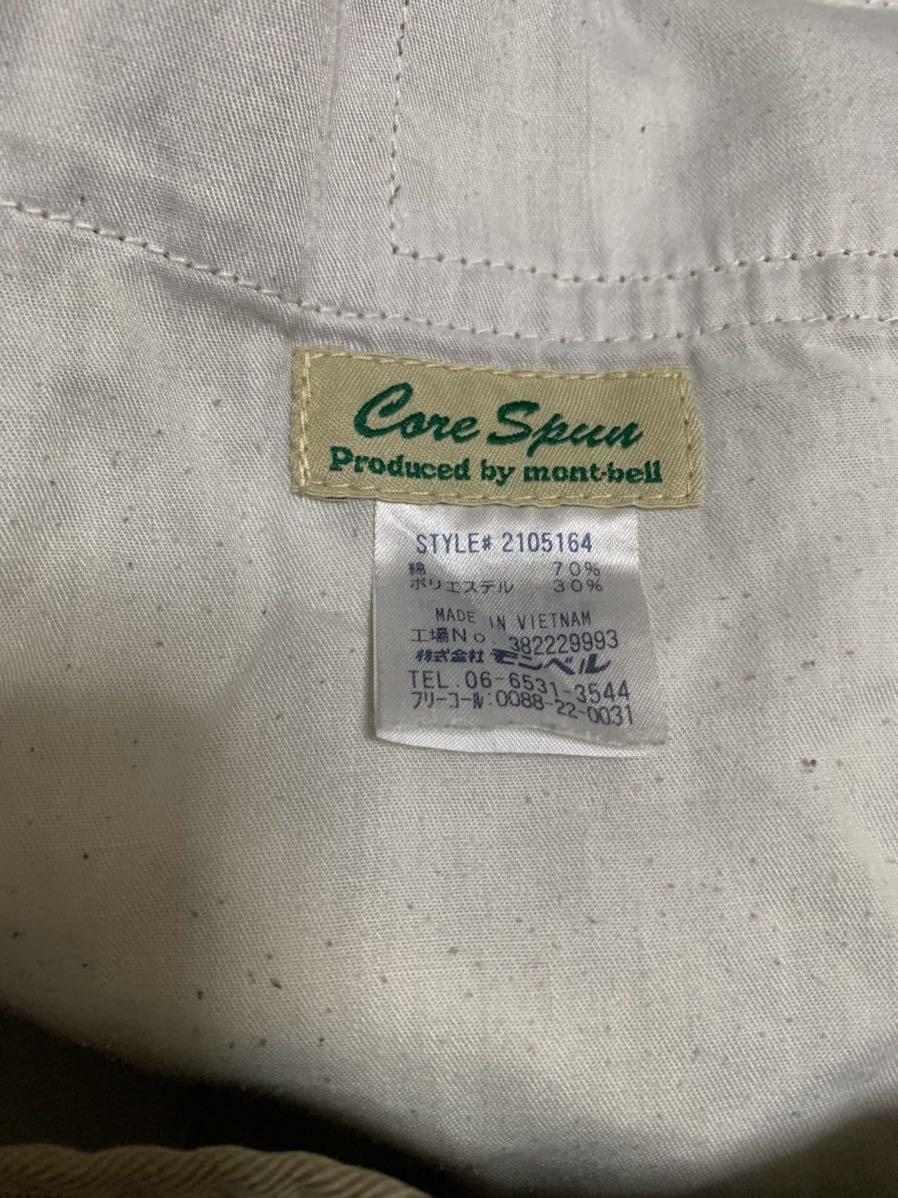 Core Spun
Produced by mont-bell
STYLE# 2105164
綿 70%
ポリエステル 30%
MADE IN VIETNAM
工場No. 382229993
株式会社モンベル
TEL.06-6531-3544
フリーコール:0088-22-0031